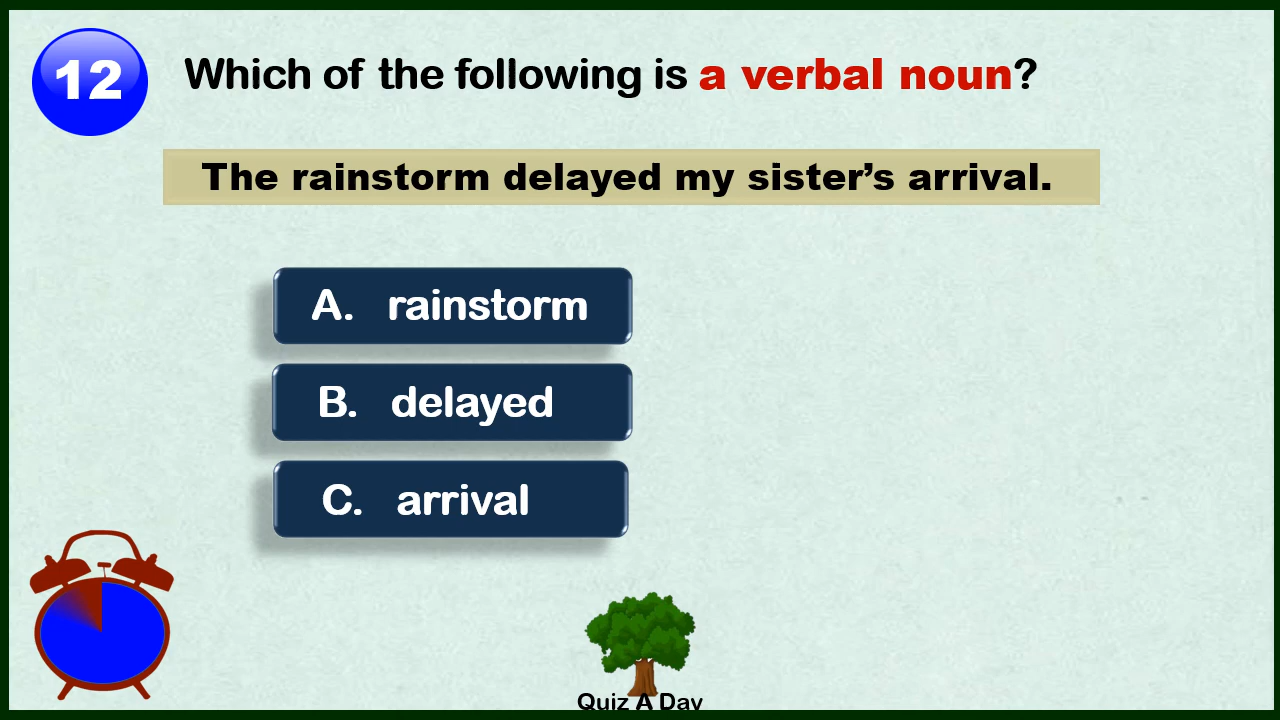 12
Which of the following is a verbal noun?
The rainstorm delayed my sister’s arrival.
A. rainstorm
B. delayed
C. arrival
Quiz A Day